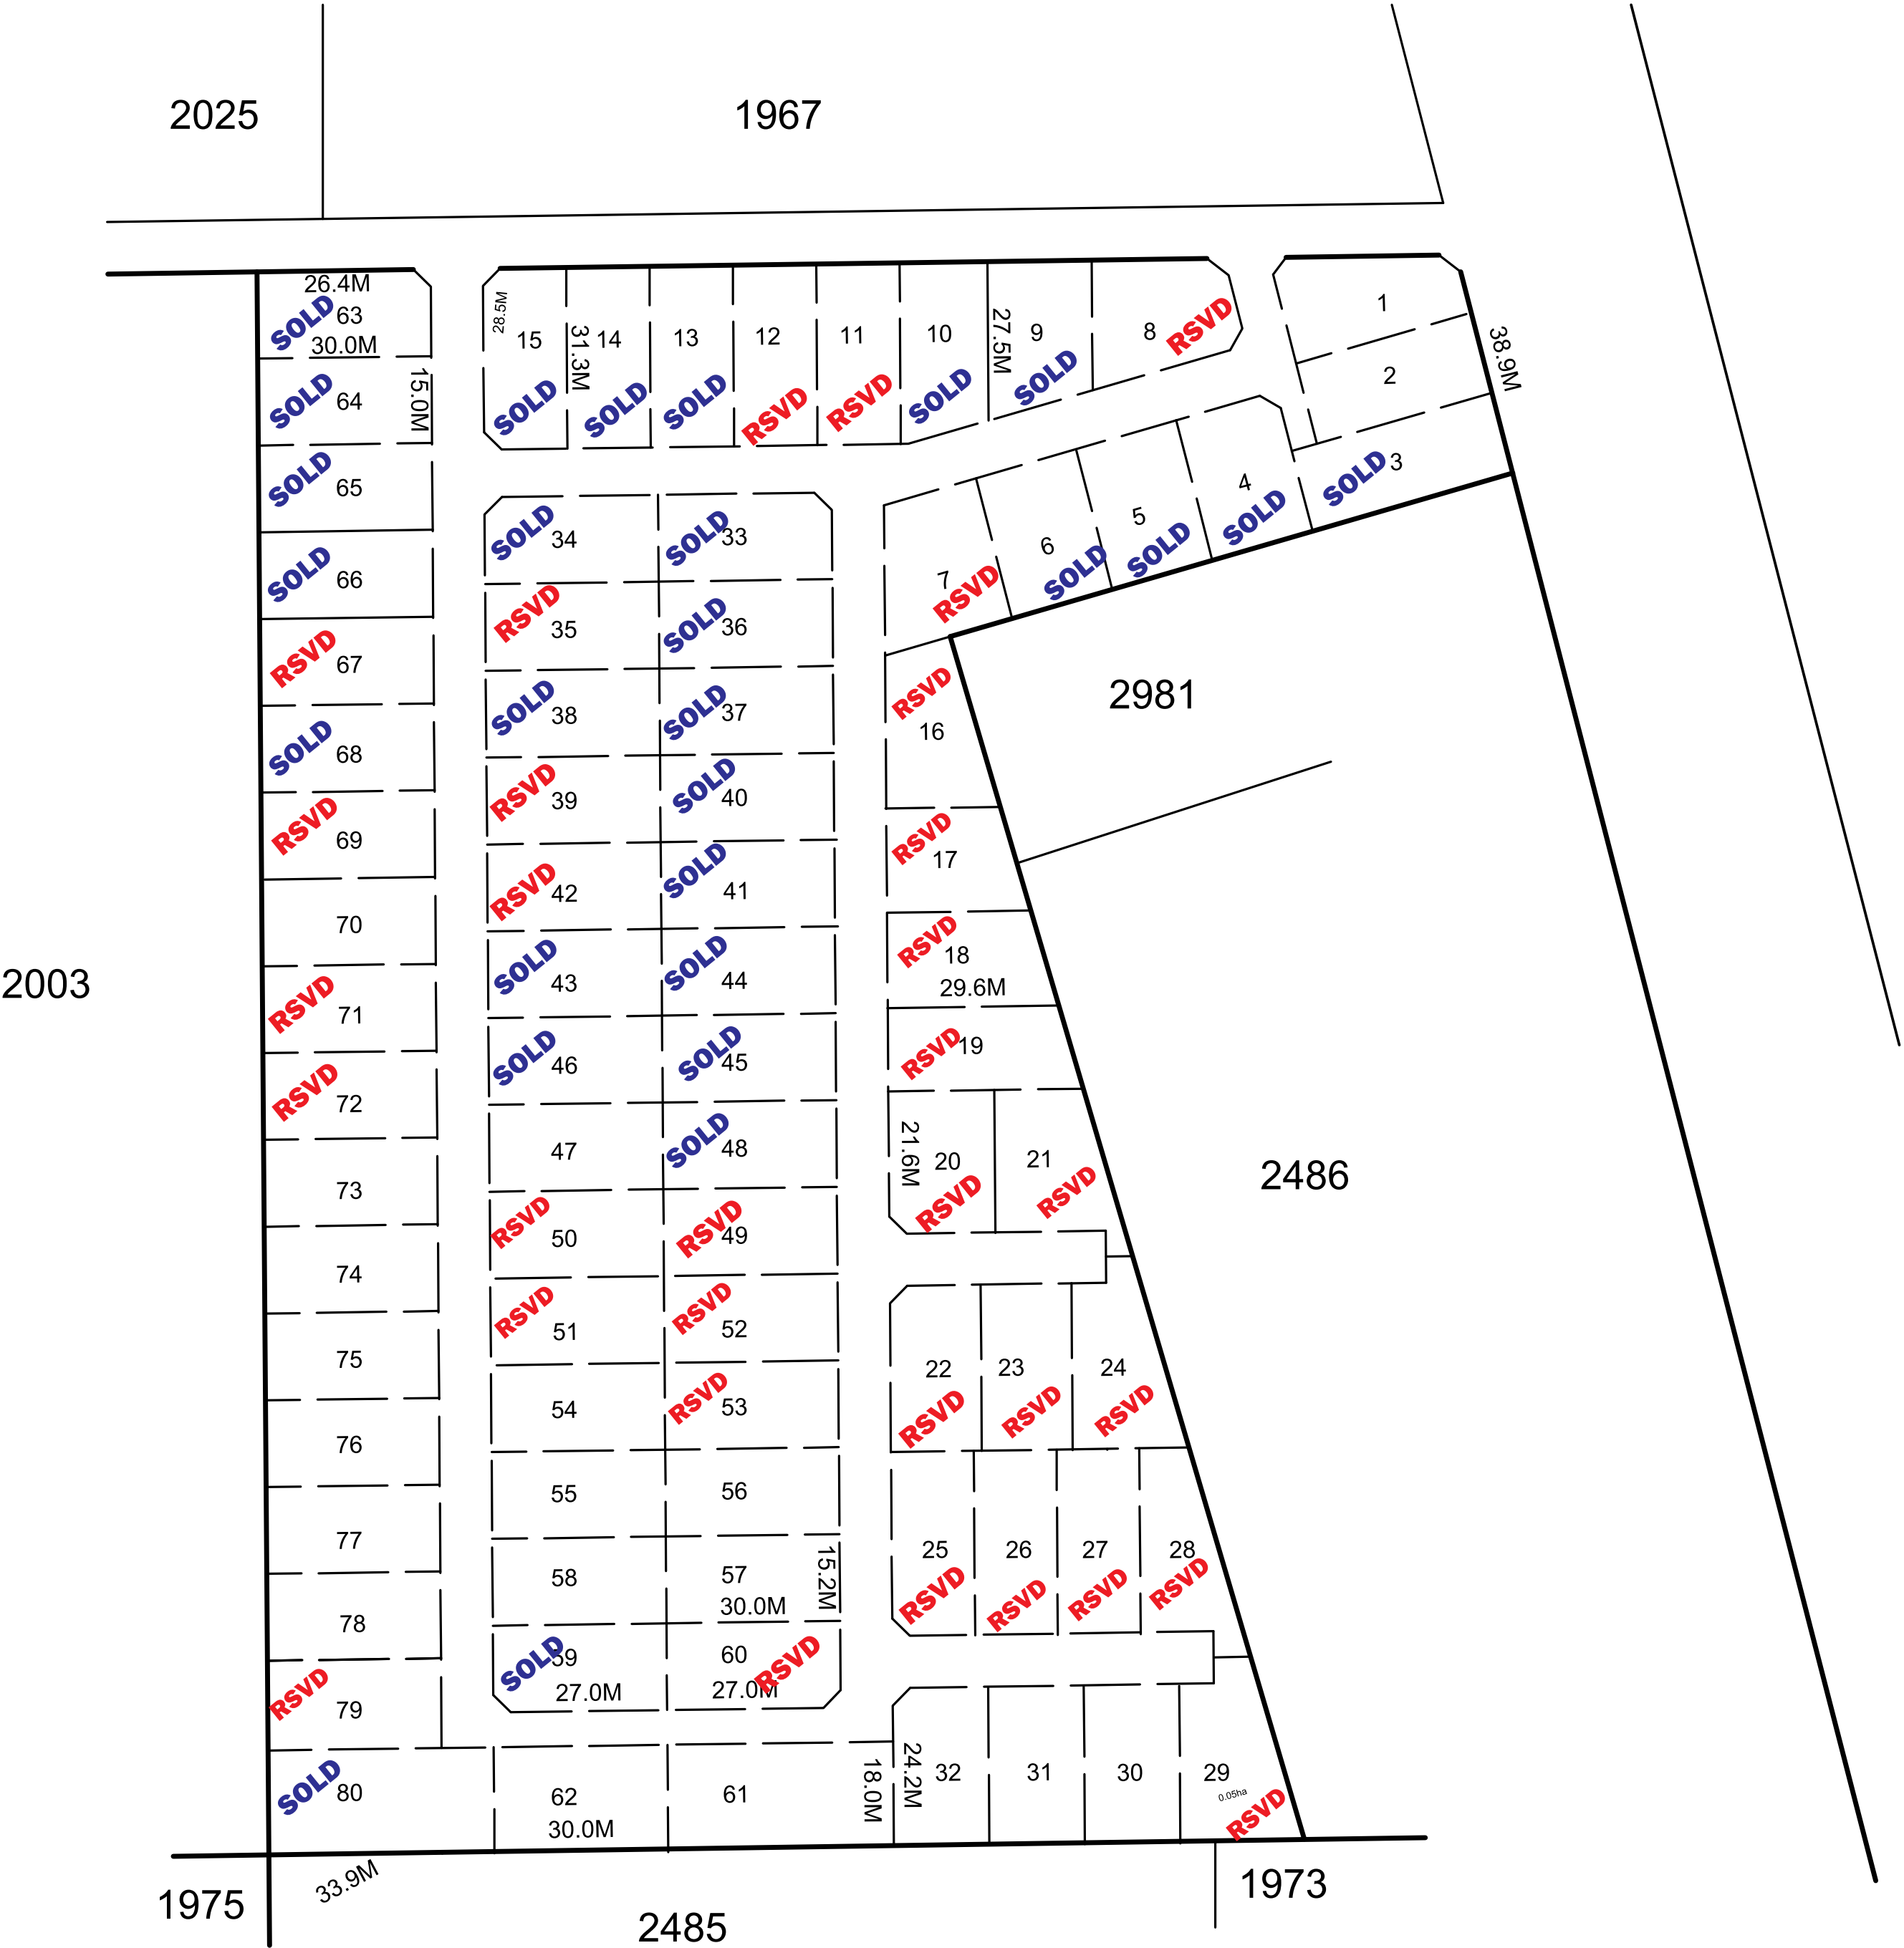 2025
1967
26.4M
SOLD
63
30.0M
28.5M
15
SOLD
31.3M
14
SOLD
13
SOLD
12
RSVD
11
RSVD
10
SOLD
27.5M
9
SOLD
8
RSVD
1
38.9M
2
3
SOLD
4
SOLD
5
SOLD
6
SOLD
7
RSVD
SOLD
64
15.0M
SOLD
65
SOLD
66
RSVD
67
SOLD
68
RSVD
69
70
RSVD
71
RSVD
72
73
74
75
76
77
78
RSVD
79
SOLD
80
SOLD
34
SOLD
33
RSVD
35
SOLD
36
SOLD
38
SOLD
37
RSVD
39
SOLD
40
RSVD
42
SOLD
41
SOLD
43
SOLD
44
SOLD
46
SOLD
45
47
SOLD
48
RSVD
50
RSVD
49
RSVD
51
RSVD
52
54
RSVD
53
55
56
58
57
30.0M
15.2M
SOLD
59
27.0M
60
RSVD
27.0M
62
30.0M
61
18.0M
RSVD
16
2981
RSVD
17
RSVD
18
29.6M
RSVD
19
21.6M
20
RSVD
21
RSVD
2486
22
RSVD
23
RSVD
24
RSVD
25
RSVD
26
RSVD
27
RSVD
28
RSVD
24.2M
32
31
30
29
0.05ha
RSVD
2003
1975
33.9M
2485
1973